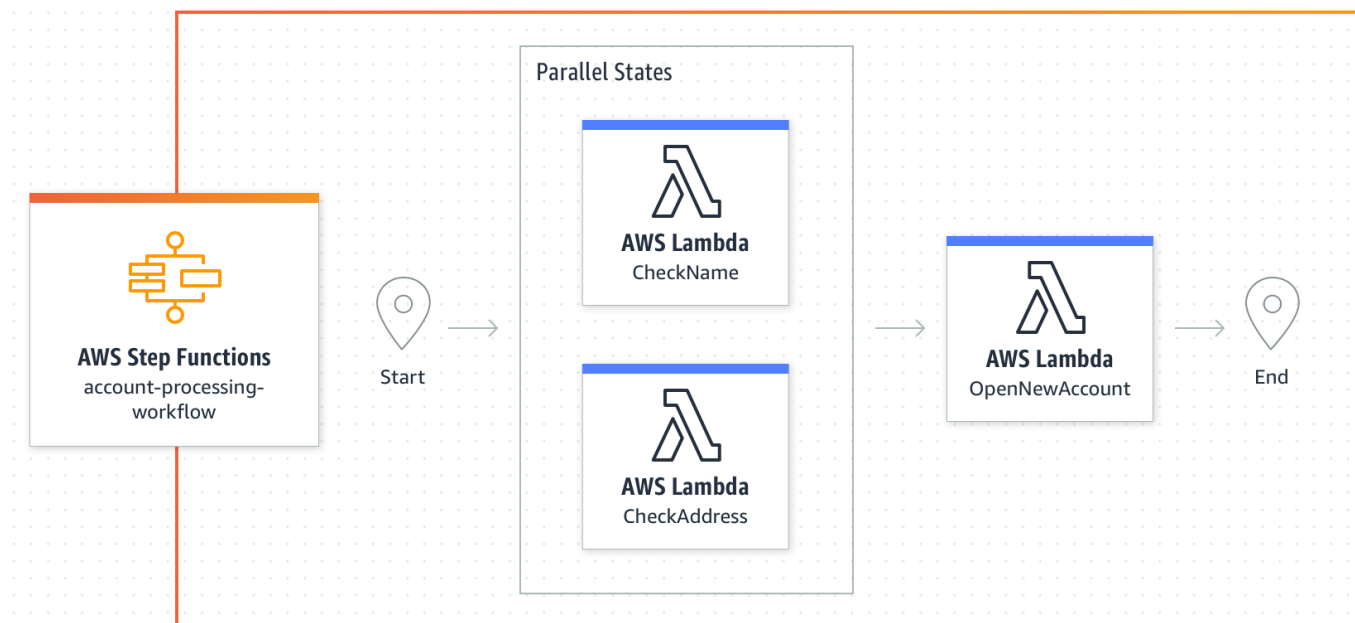 Parallel States
AWS Lambda
CheckName
AWS Step Functions
account-processing-
workflow
Start
AWS Lambda
CheckAddress
AWS Lambda
OpenNewAccount
End